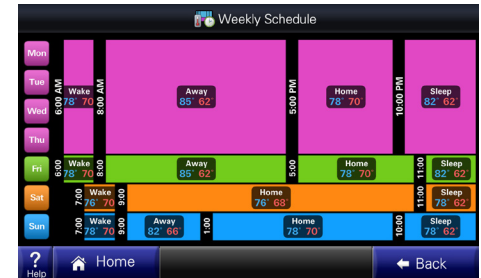 Weekly Schedule
Mon
Tue
Wed
Thu
6:00 AM
Wake
78° 70°
8:00 AM
Away
85° 62°
5:00 PM
Home
78° 70°
10:00 PM
Sleep
82° 62°
Fri
6:00
Wake
78° 70°
8:00
Away
85° 62°
5:00
Home
78° 70°
11:00
Sleep
82° 62°
Sat
7:00
Wake
76° 70°
9:00
Home
76° 68°
11:00
Sleep
78° 62°
Sun
7:00
Wake
78° 70°
9:00
Away
82° 66°
1:00
Home
78° 70°
10:00
Sleep
78° 62°
?
Help
Home
Back